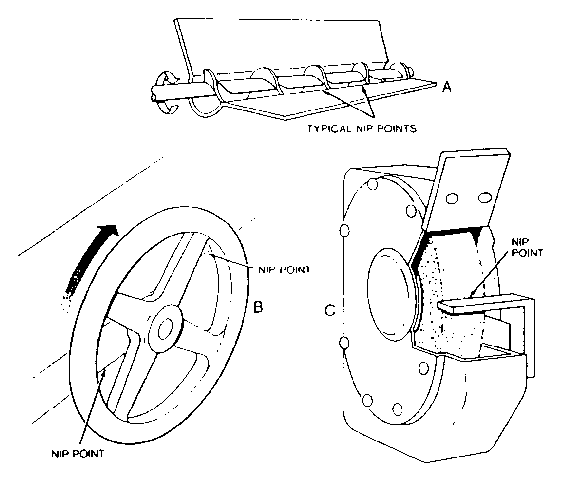 A
TYPICAL NIP POINTS
NIP POINT
B
NIP POINT
C
NIP
POINT